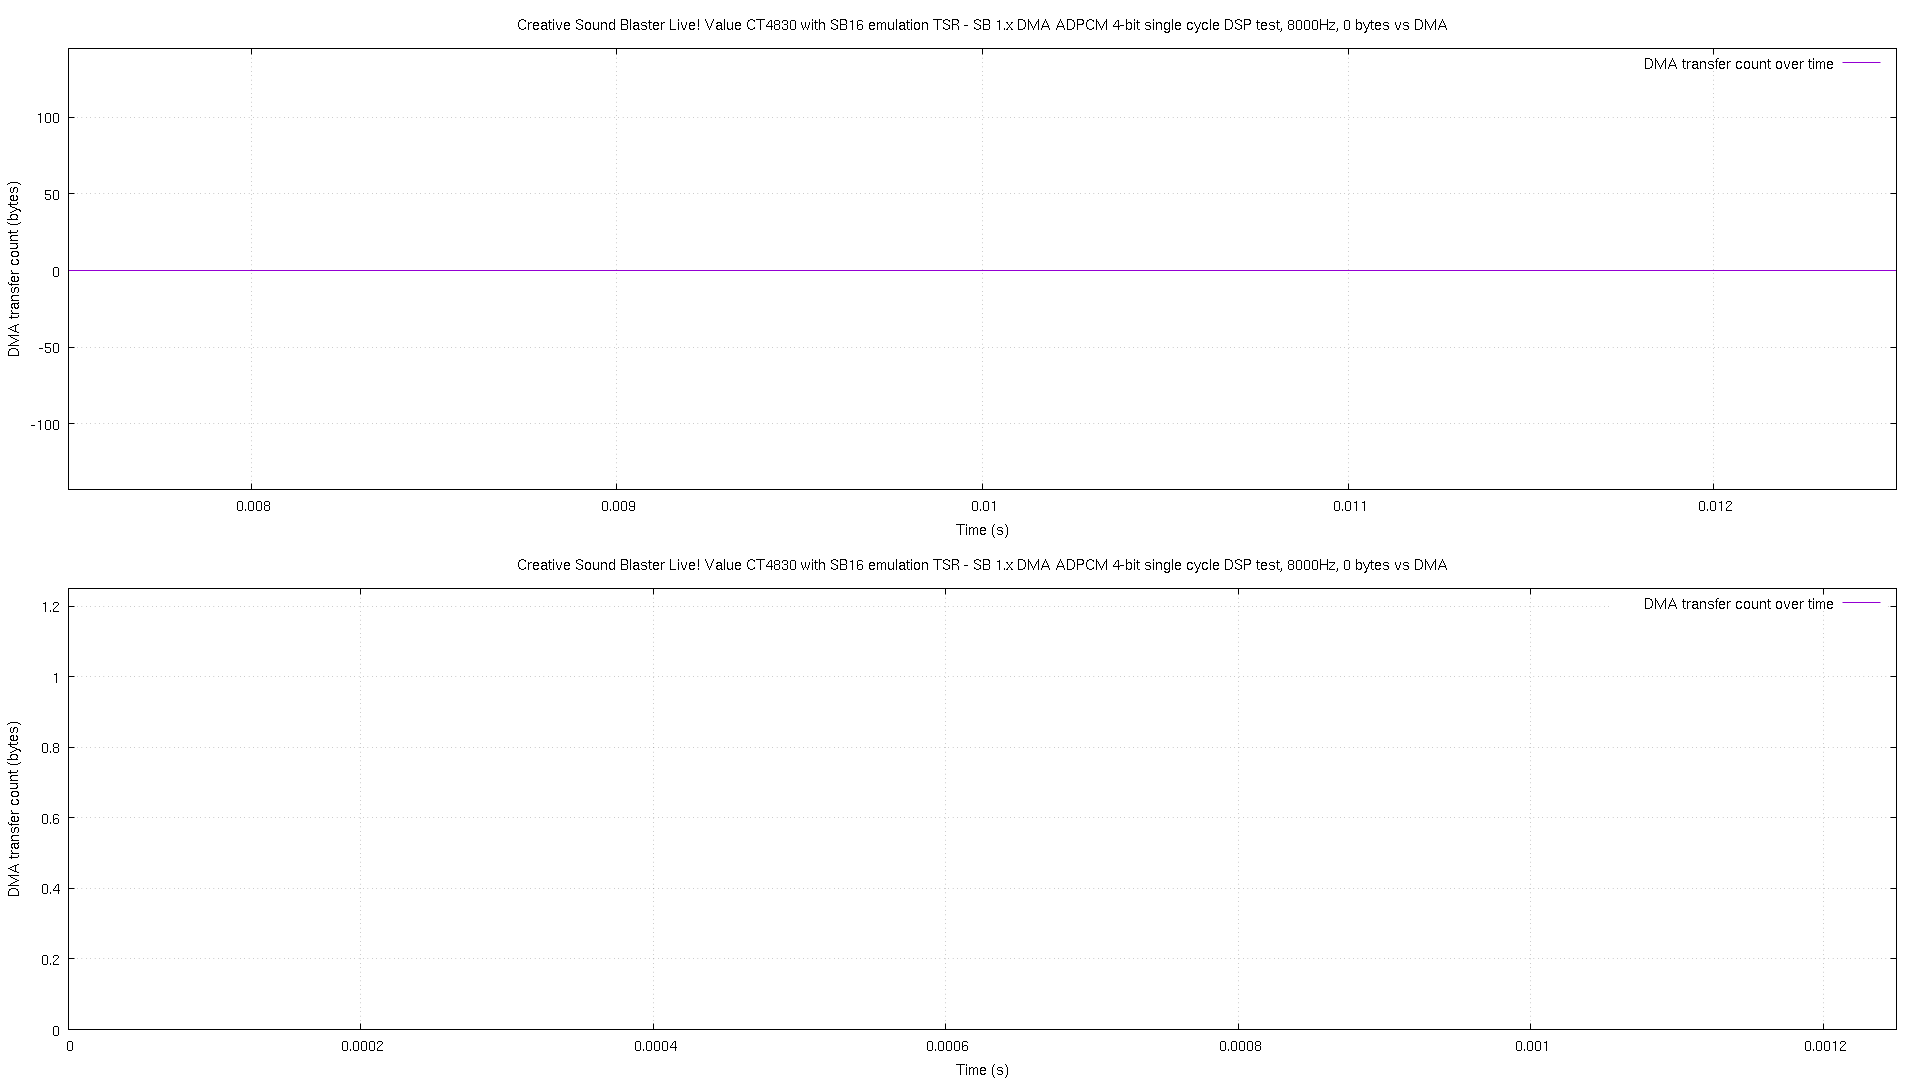 Creative Sound Blaster Live! Value CT4830 with SB16 emulation TSR - SB 1.x DMA ADPCM 4-bit single cycle DSP test, 8000Hz, 0 bytes vs DMA
DMA transfer count over time
100
50
0
-50
-100
DMA transfer count (bytes)
0.008 0.009 0.01 0.011 0.012
Time (s)
Creative Sound Blaster Live! Value CT4830 with SB16 emulation TSR - SB 1.x DMA ADPCM 4-bit single cycle DSP test, 8000Hz, 0 bytes vs DMA
DMA transfer count over time
1.2
1
0.8
0.6
0.4
0.2
0
DMA transfer count (bytes)
0 0.0002 0.0004 0.0006 0.0008 0.001 0.0012
Time (s)